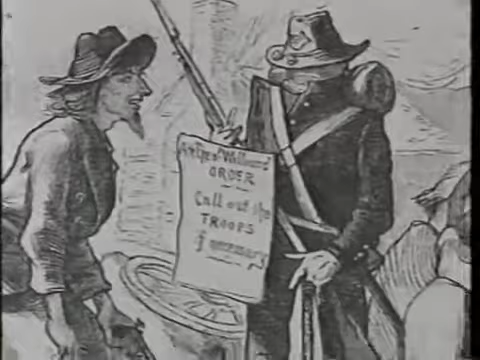 Williams
ORDER
Call out the
TROOPS
if necessary